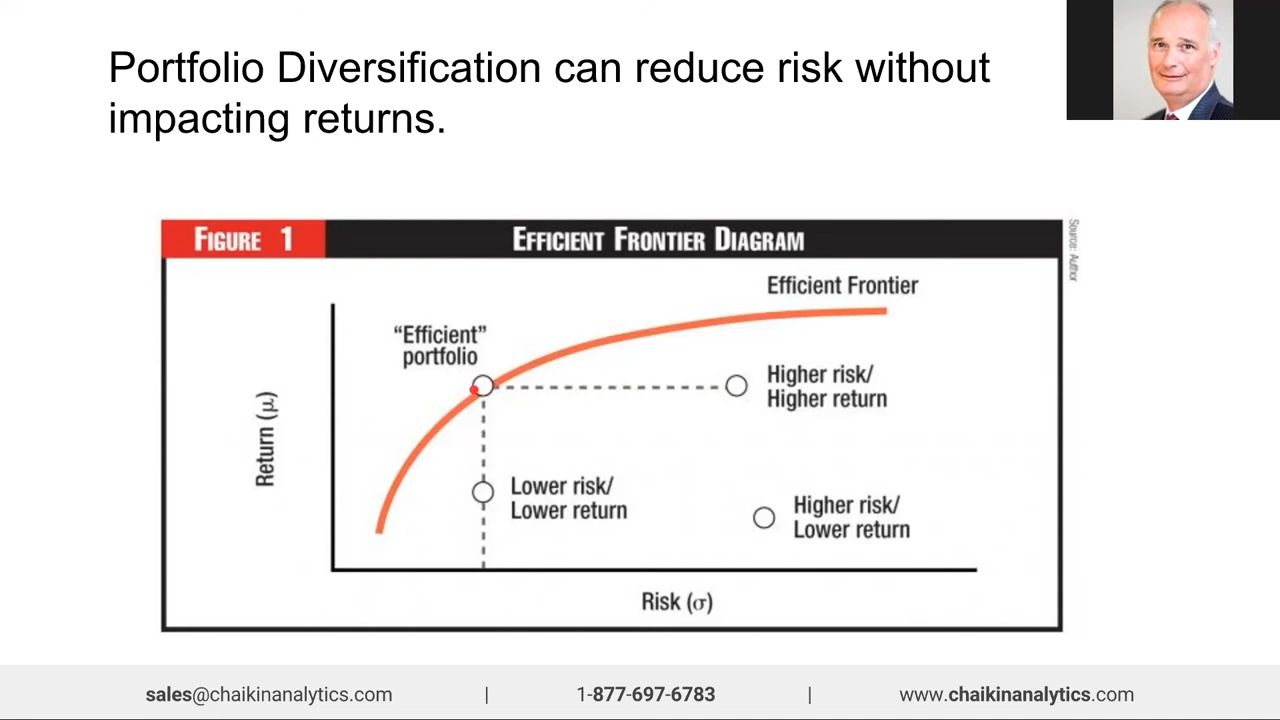 Portfolio Diversification can reduce risk without
impacting returns.
FIGURE 1
EFFICIENT FRONTIER DIAGRAM
Source: Author
Efficient Frontier
“Efficient”
portfolio
Higher risk/
Higher return
Return (μ)
Lower risk/
Lower return
Higher risk/
Lower return
Risk (σ)
sales@chaikinanalytics.com | 1-877-697-6783 | www.chaikinanalytics.com